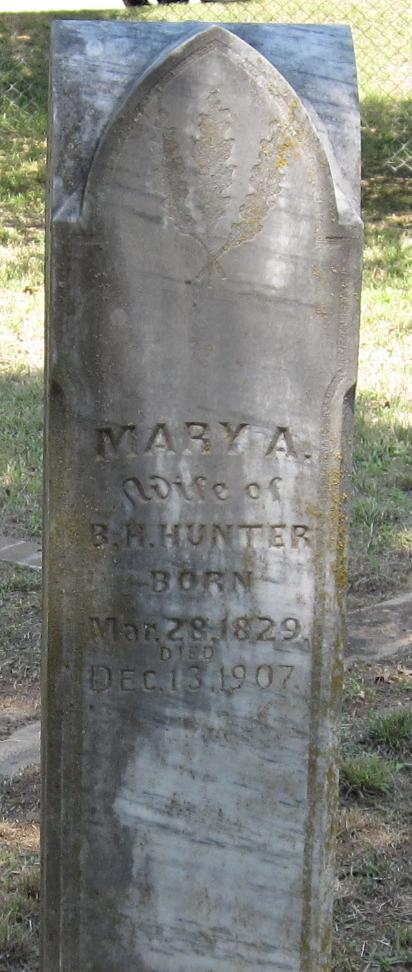 MARY A.
Wife of
B. H. HUNTER
BORN
Mar. 28, 1829.
DIED
DEC. 13, 1907.